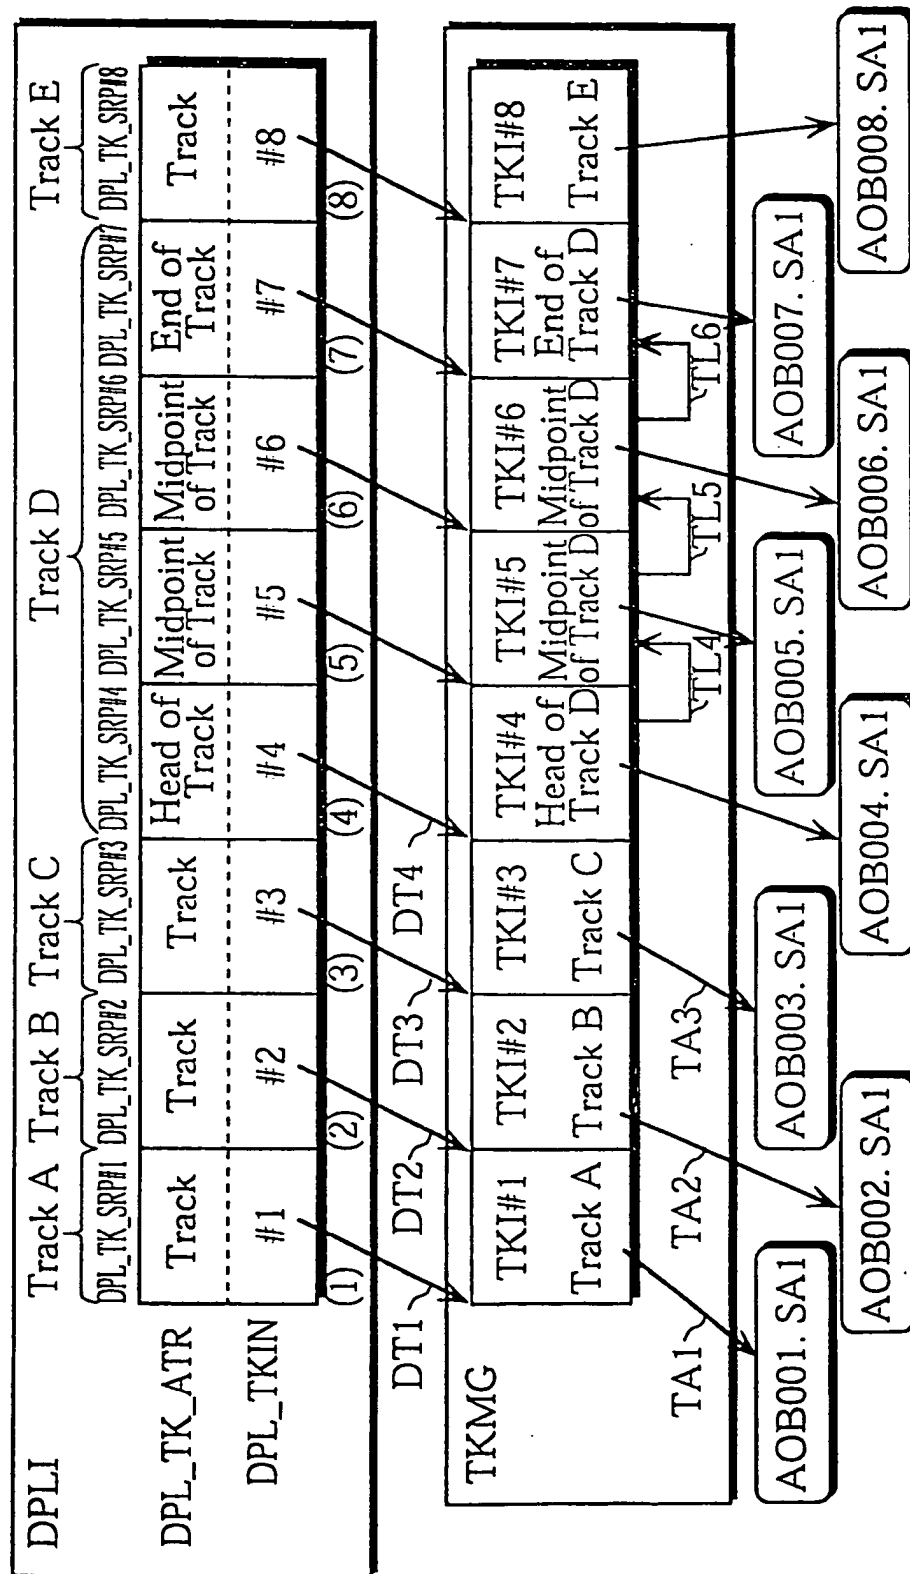 DPLI
Track A
Track B
Track C
Track D
Track E
DPL_TK_SRP#1
DPL_TK_SRP#2
DPL_TK_SRP#3
DPL_TK_SRP#4
DPL_TK_SRP#5
DPL_TK_SRP#6
DPL_TK_SRP#7
DPL_TK_SRP#8
DPL_TK_ATR
Track
Track
Track
Head of
Track
Midpoint
of Track
Midpoint
of Track
End of
Track
Track
DPL_TKIN
#1
#2
#3
#4
#5
#6
#7
#8
(1)
(2)
(3)
(4)
(5)
(6)
(7)
(8)
DT1
DT2
DT3
DT4
TKMG
TKI#1
Track A
TKI#2
Track B
TKI#3
Track C
TKI#4
Head of
Track D
TKI#5
Midpoint
of Track D
TKI#6
Midpoint
of Track D
TKI#7
End of
Track D
TKI#8
Track E
TA1
TA2
TA3
TL4
TL5
TL6
AOB001. SA1
AOB002. SA1
AOB003. SA1
AOB004. SA1
AOB005. SA1
AOB006. SA1
AOB007. SA1
AOB008. SA1